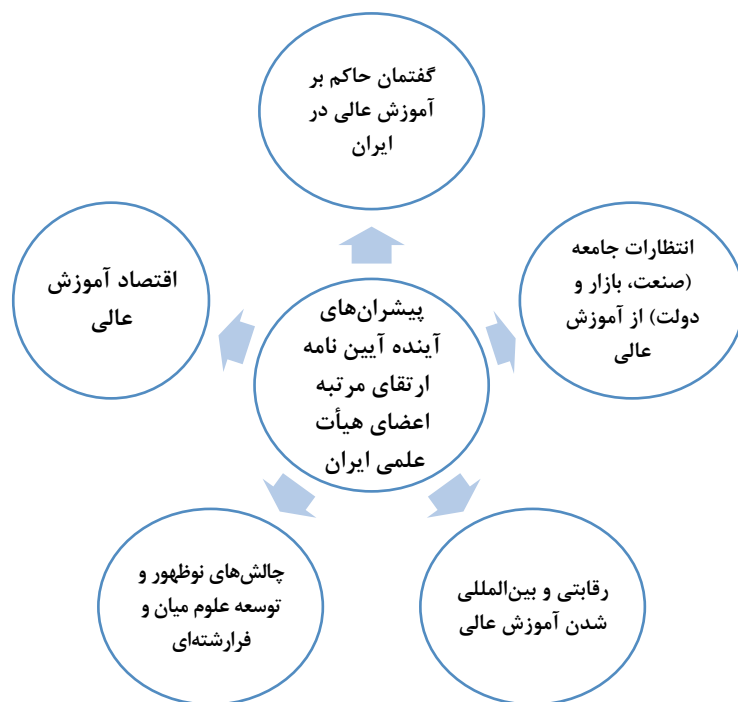 گفتمان حاکم بر
آموزش عالی در
ایران
انتظارات جامعه
(صنعت، بازار و
دولت) از آموزش
عالی
اقتصاد آموزش
عالی
پیشران‌های
آینده آیین نامه
ارتقای مرتبه
اعضای هیأت
علمی ایران
رقابتی و بین‌المللی
شدن آموزش عالی
چالش‌های نوظهور و
توسعه علوم میان و
فرارشته‌ای